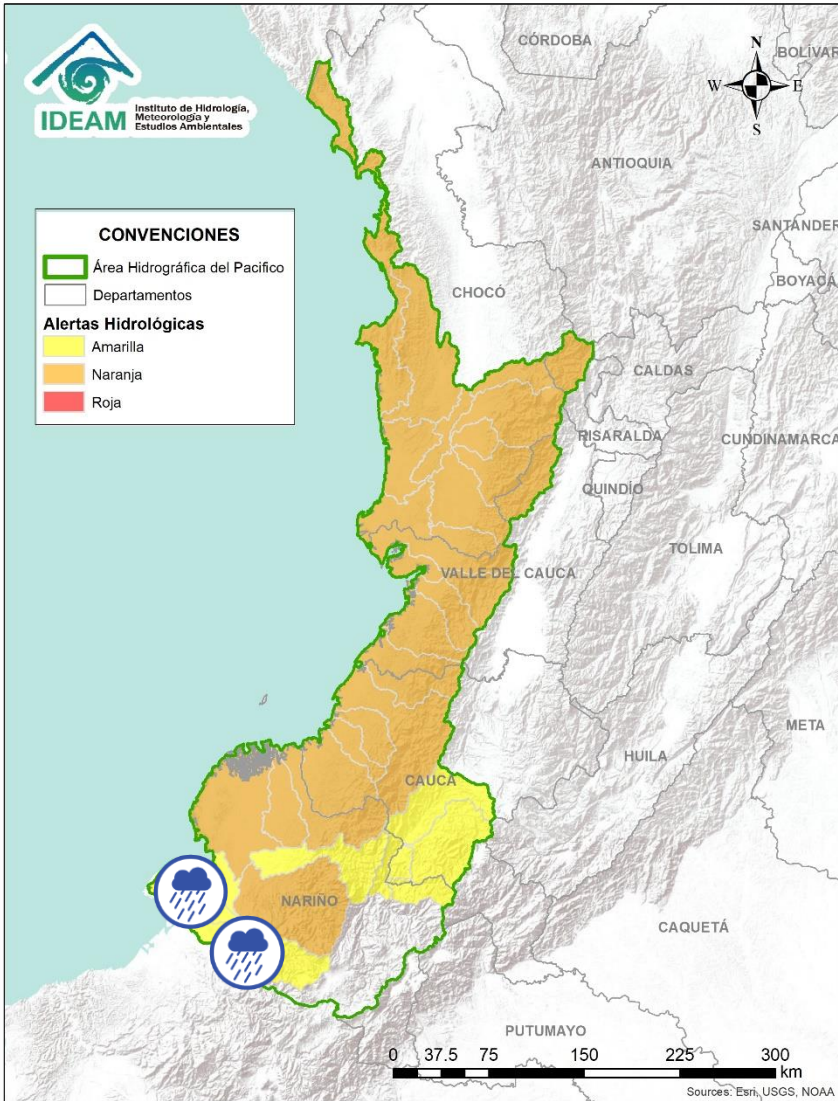 IDEAM
Instituto de Hidrología,
Meteorología y
Estudios Ambientales
CÓRDOBA
BOLÍVAR
N
W
E
S
ANTIOQUIA
SANTANDER
BOYACÁ
CONVENCIONES
Área Hidrográfica del Pacifico
Departamentos
Alertas Hidrológicas
Amarilla
Naranja
Roja
CHOCÓ
CALDAS
RISARALDA
CUNDINAMARCA
QUINDÍO
TOLIMA
VALLE DEL CAUCA
META
HUILA
CAUCA
NARIÑO
CAQUETÁ
PUTUMAYO
0 37.5 75 150 225 300
km
Sources: Esri, USGS, NOAA